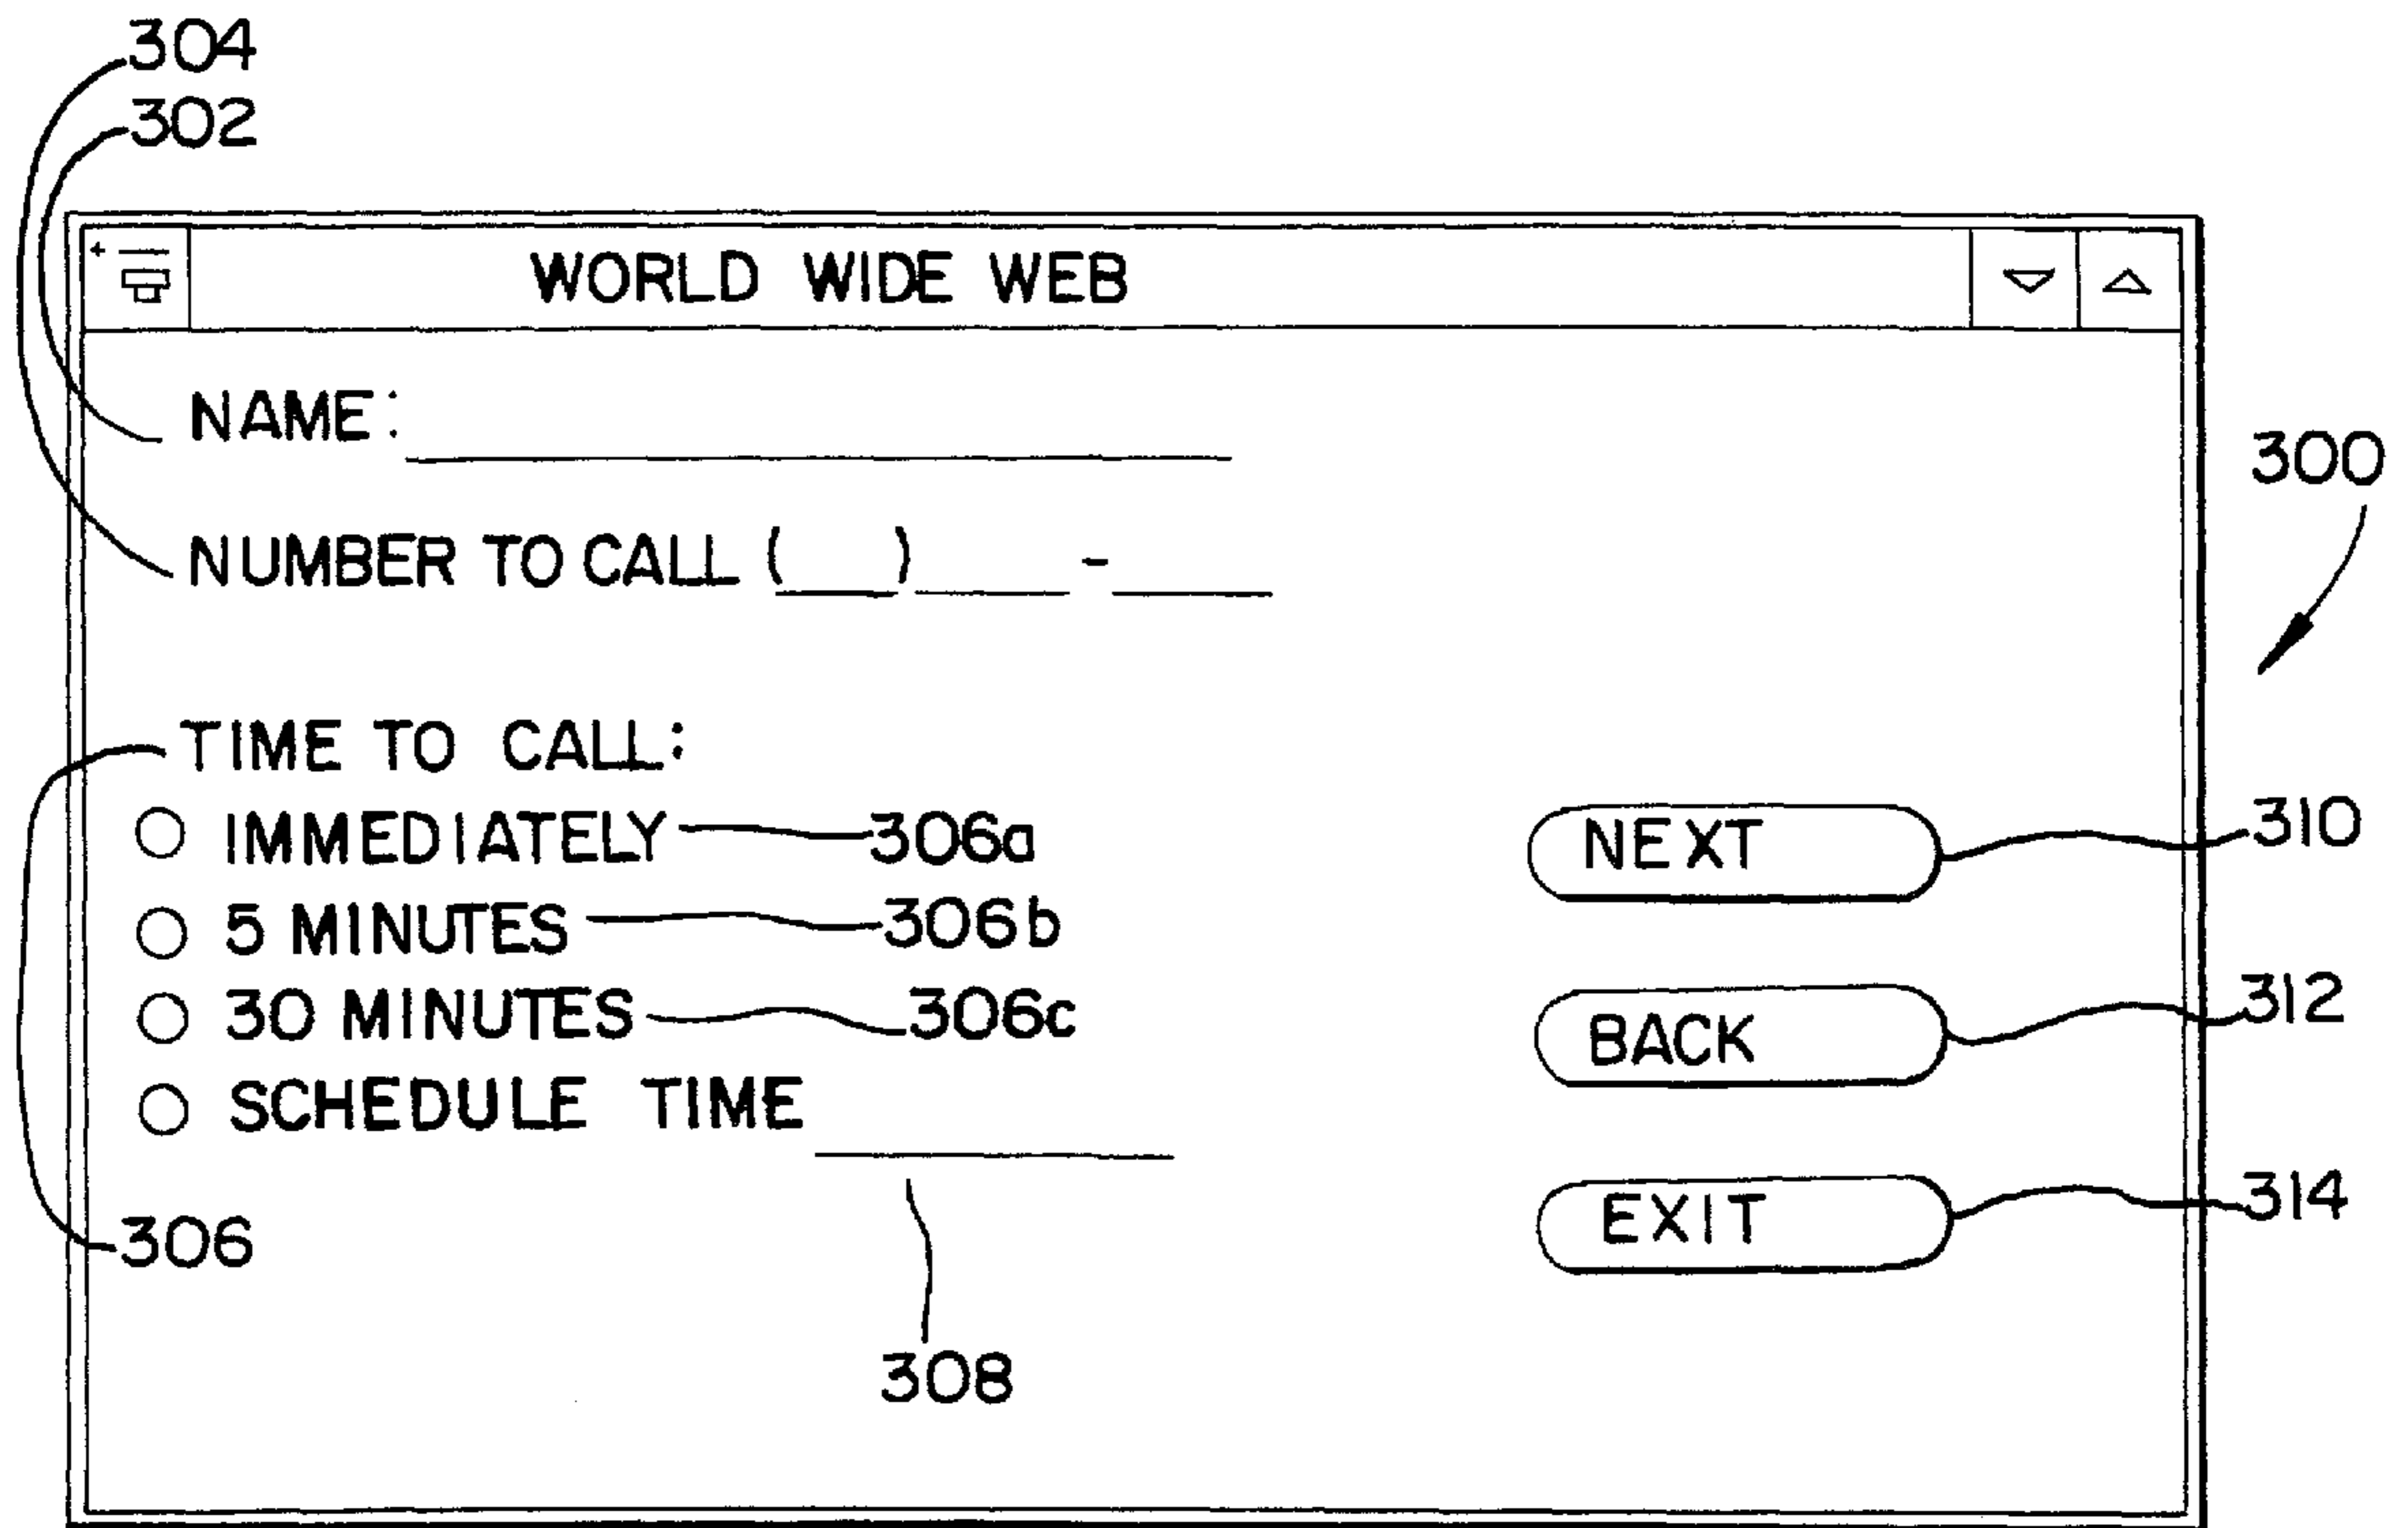 304
302
WORLD WIDE WEB
NAME:
300
NUMBER TO CALL (    )        -
TIME TO CALL:
IMMEDIATELY 306a
NEXT 310
5 MINUTES 306b
30 MINUTES 306c
BACK 312
SCHEDULE TIME
EXIT 314
306
308